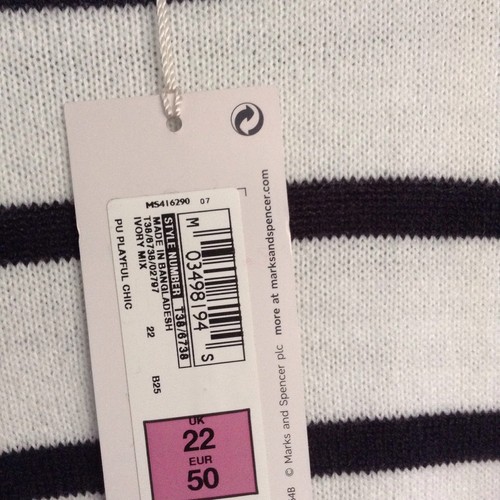 MS416290 07
M 03498194 S
STYLE NUMBER T38/6738
MADE IN BANGLADESH
T38/6738/02797
IVORY MIX 22 B25
PU PLAYFUL CHIC
UK
22
EUR
50
© Marks and Spencer plc more at marksandspencer.com